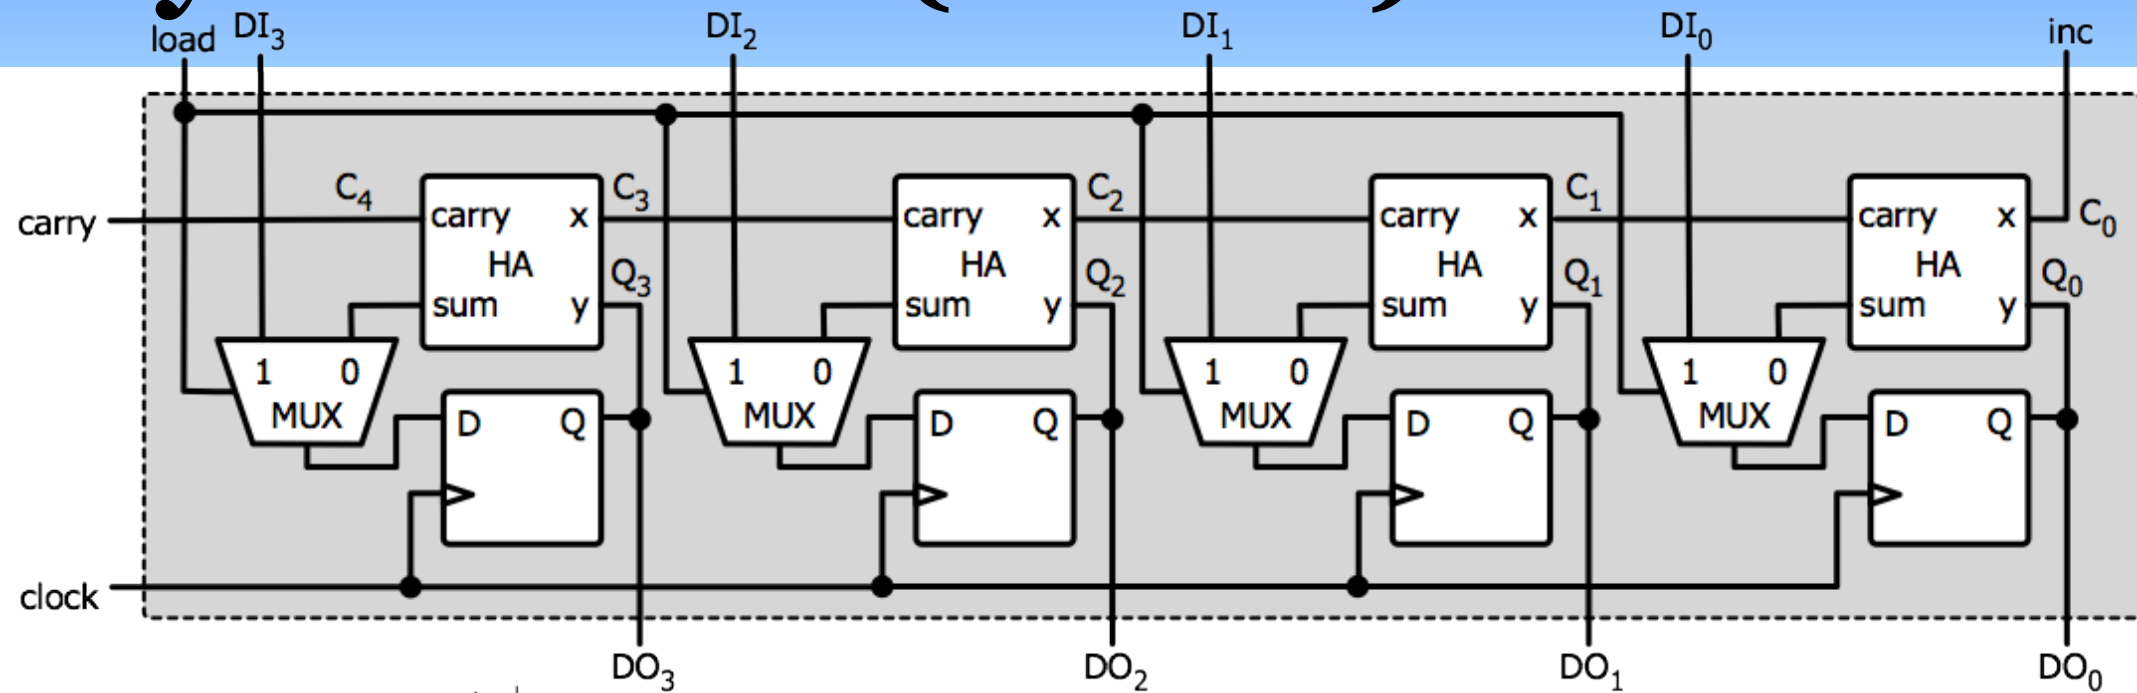 load DI3 DI2 DI1 DI0 inc
C4 C3 C2 C1 C0
carry carry x carry x carry x carry x
HA HA HA HA
Q3 Q2 Q1 Q0
sum y sum y sum y sum y
1 0 1 0 1 0 1 0
MUX D Q MUX D Q MUX D Q MUX D Q
clock
DO3 DO2 DO1 DO0